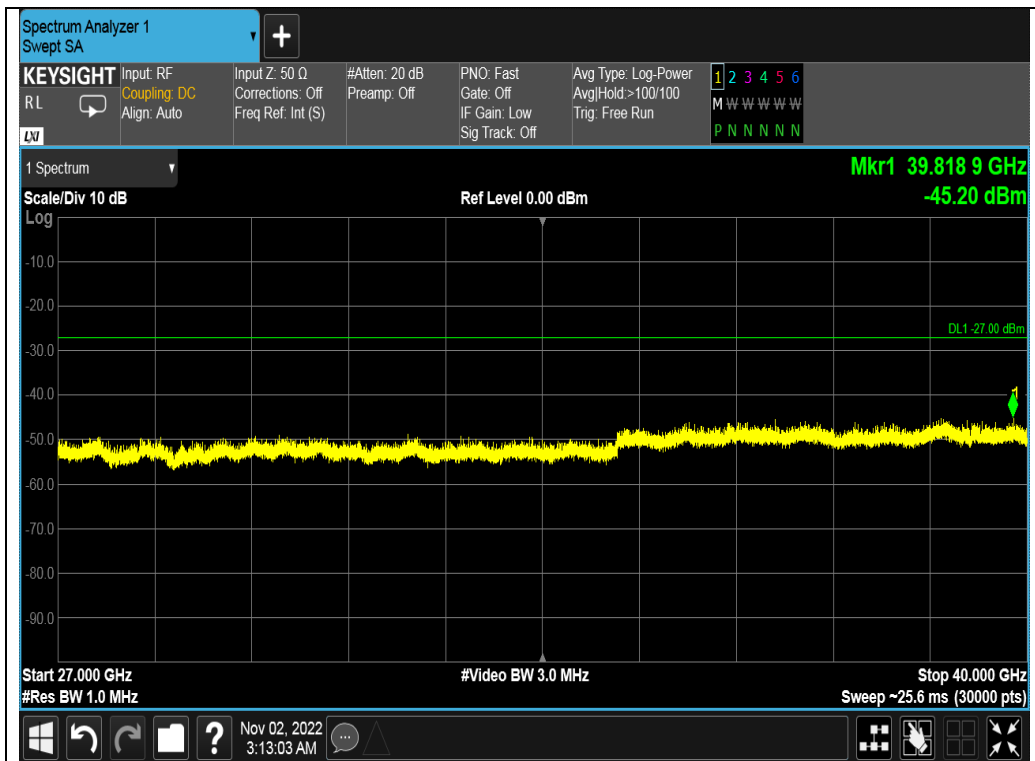 Spectrum Analyzer 1
Swept SA
+
KEYSIGHT
RL
LXI
Input: RF
Coupling: DC
Align: Auto
Input Z: 50 Ω
Corrections: Off
Freq Ref: Int (S)
#Atten: 20 dB
Preamp: Off
PNO: Fast
Gate: Off
IF Gain: Low
Sig Track: Off
Avg Type: Log-Power
Avg|Hold:>100/100
Trig: Free Run
1 2 3 4 5 6
M W W W W W
P N N N N N
1 Spectrum
Mkr1 39.818 9 GHz
Scale/Div 10 dB
Ref Level 0.00 dBm
-45.20 dBm
Log
-10.0
-20.0
DL1 -27.00 dBm
-30.0
-40.0
1
-50.0
-60.0
-70.0
-80.0
-90.0
Start 27.000 GHz
#Video BW 3.0 MHz
Stop 40.000 GHz
#Res BW 1.0 MHz
Sweep ~25.6 ms (30000 pts)
?
Nov 02, 2022
3:13:03 AM